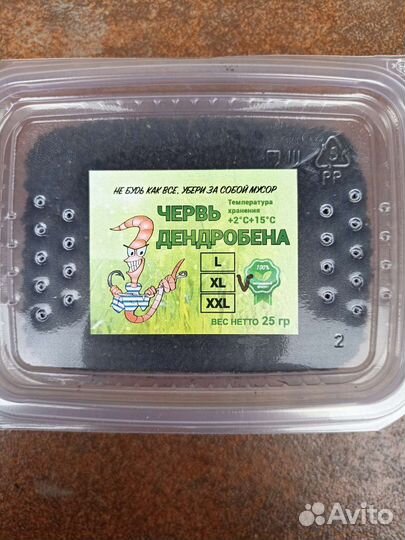 PP
НЕ БУДЬ КАК ВСЕ, УБЕРИ ЗА СОБОЙ МУСОР
ЧЕРВЬ
ДЕНДРОБЕНА
Температура
хранения
+2°С+15°С
L
XL
XXL
100%
ВЕС НЕТТО 25 гр
2
Avito